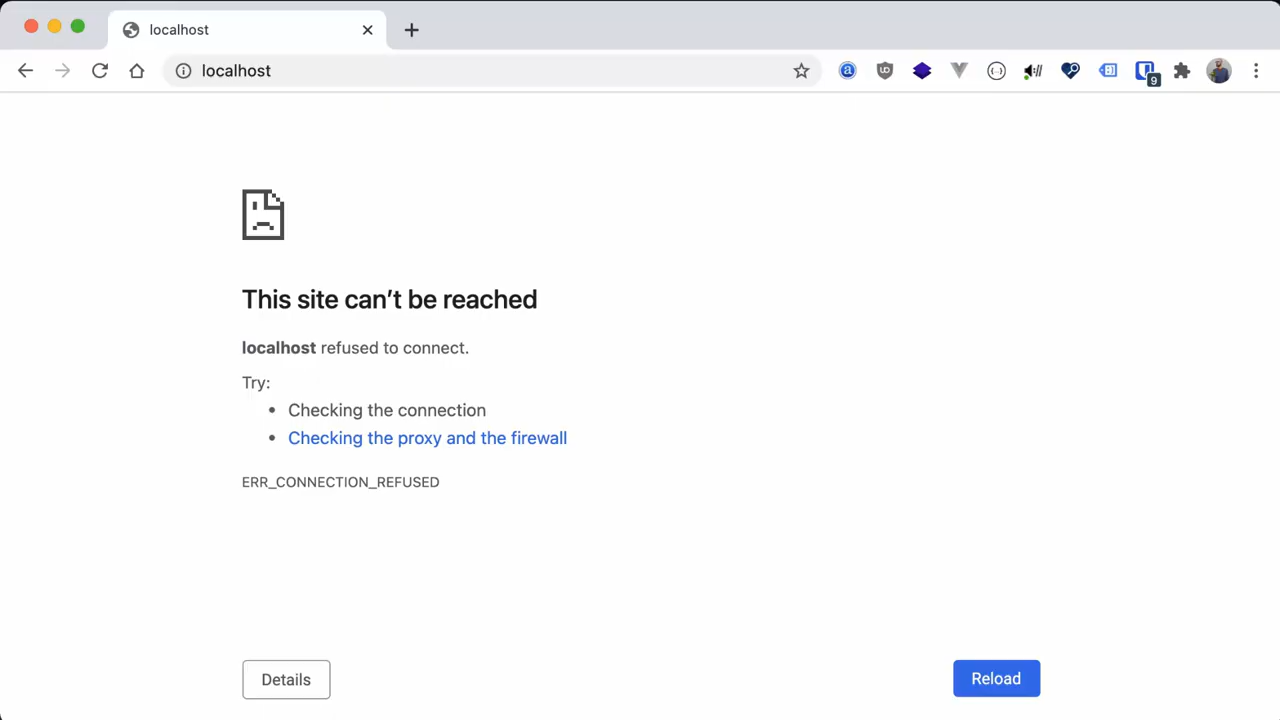 localhost
localhost
9
This site can’t be reached
localhost refused to connect.
Try:
• Checking the connection
• Checking the proxy and the firewall
ERR_CONNECTION_REFUSED
Details
Reload